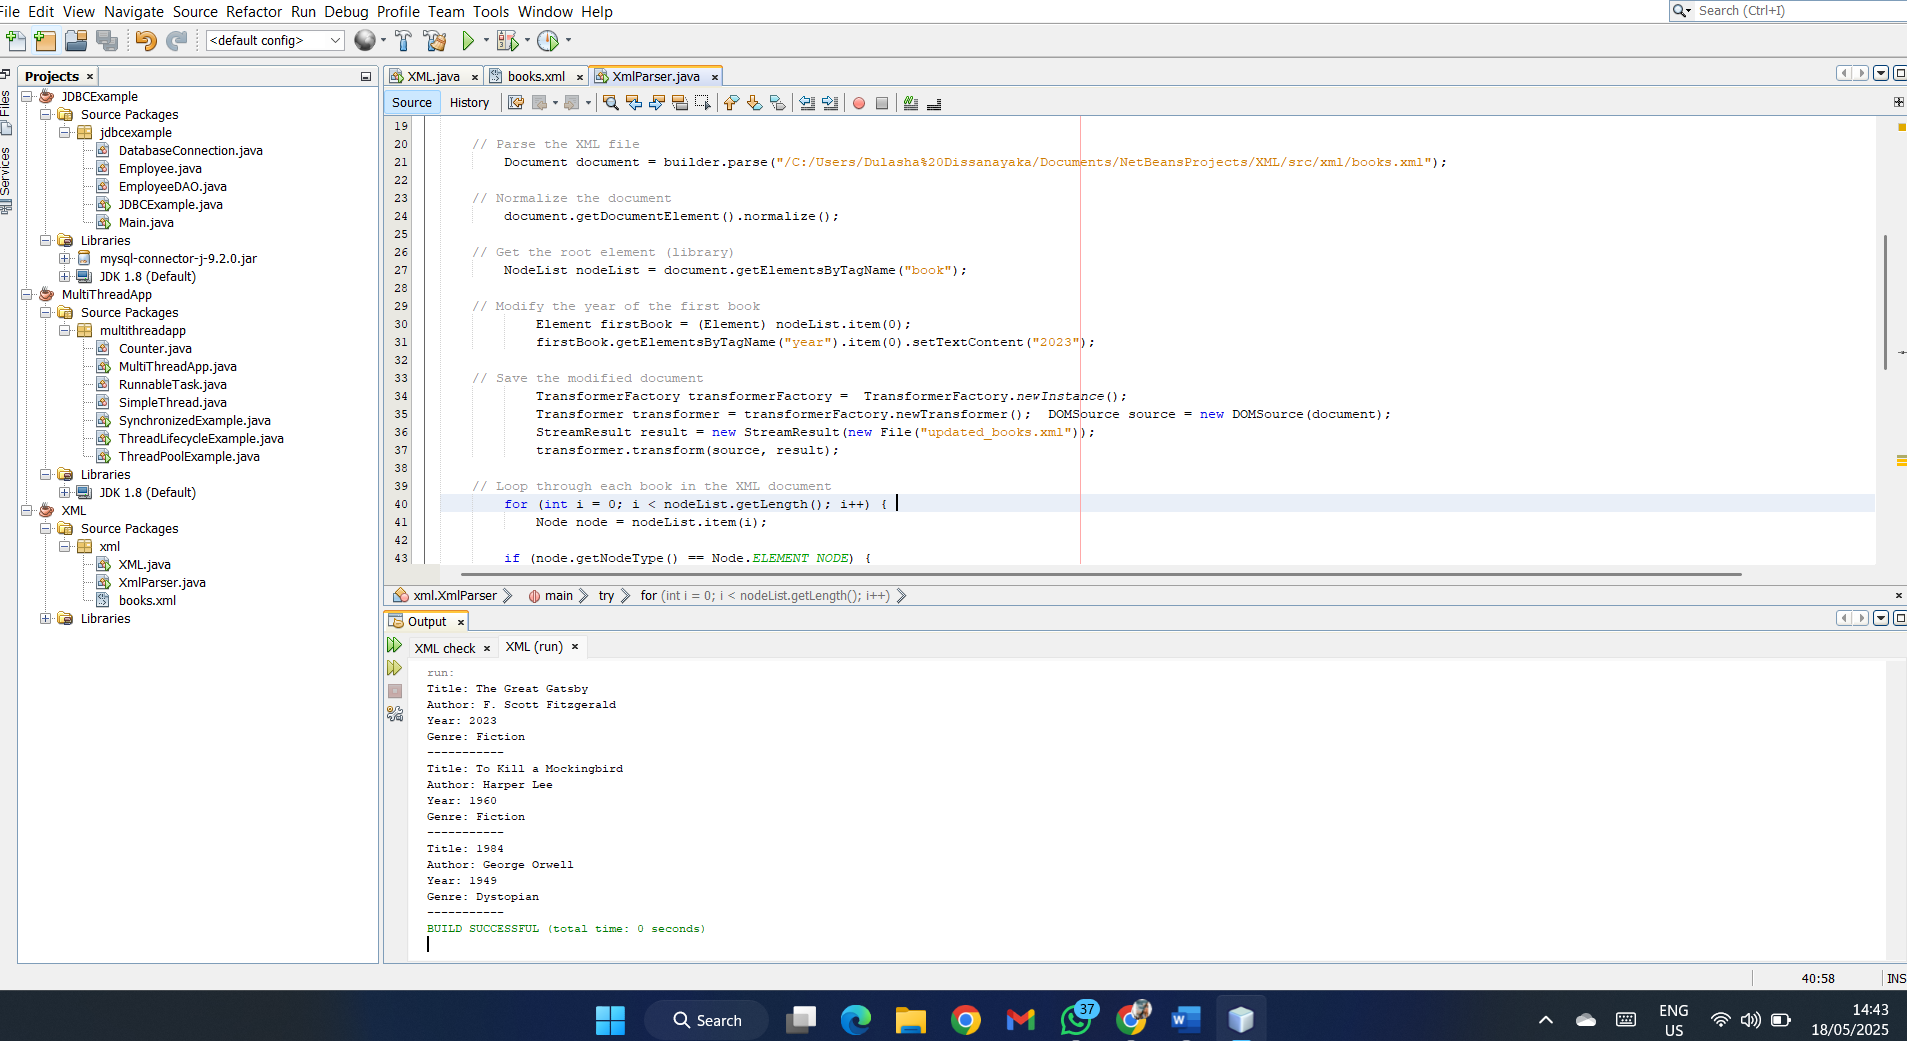 File Edit View Navigate Source Refactor Run Debug Profile Team Tools Window Help
Search (Ctrl+I)
<default config>
Projects
Files
Services
JDBCExample
Source Packages
jdbcexample
DatabaseConnection.java
Employee.java
EmployeeDAO.java
JDBCExample.java
Main.java
Libraries
mysql-connector-j-9.2.0.jar
JDK 1.8 (Default)
MultiThreadApp
Source Packages
multithreadapp
Counter.java
MultiThreadApp.java
RunnableTask.java
SimpleThread.java
SynchronizedExample.java
ThreadLifecycleExample.java
ThreadPoolExample.java
Libraries
JDK 1.8 (Default)
XML
Source Packages
xml
XML.java
XmlParser.java
books.xml
Libraries
XML.java books.xml XmlParser.java
Source History
19
20 // Parse the XML file
21 Document document = builder.parse("/C:/Users/Dulasha%20Dissanayaka/Documents/NetBeansProjects/XML/src/xml/books.xml");
22
23 // Normalize the document
24 document.getDocumentElement().normalize();
25
26 // Get the root element (library)
27 NodeList nodeList = document.getElementsByTagName("book");
28
29 // Modify the year of the first book
30 Element firstBook = (Element) nodeList.item(0);
31 firstBook.getElementsByTagName("year").item(0).setTextContent("2023");
32
33 // Save the modified document
34 TransformerFactory transformerFactory = TransformerFactory.newInstance();
35 Transformer transformer = transformerFactory.newTransformer(); DOMSource source = new DOMSource(document);
36 StreamResult result = new StreamResult(new File("updated_books.xml"));
37 transformer.transform(source, result);
38
39 // Loop through each book in the XML document
40 for (int i = 0; i < nodeList.getLength(); i++) {
41 Node node = nodeList.item(i);
42
43 if (node.getNodeType() == Node.ELEMENT_NODE) {
xml.XmlParser main try for (int i = 0; i < nodeList.getLength(); i++)
Output
XML check XML (run)
run:
Title: The Great Gatsby
Author: F. Scott Fitzgerald
Year: 2023
Genre: Fiction
-----------
Title: To Kill a Mockingbird
Author: Harper Lee
Year: 1960
Genre: Fiction
-----------
Title: 1984
Author: George Orwell
Year: 1949
Genre: Dystopian
-----------
BUILD SUCCESSFUL (total time: 0 seconds)
40:58 INS
Search
37
ENG
US
14:43
18/05/2025